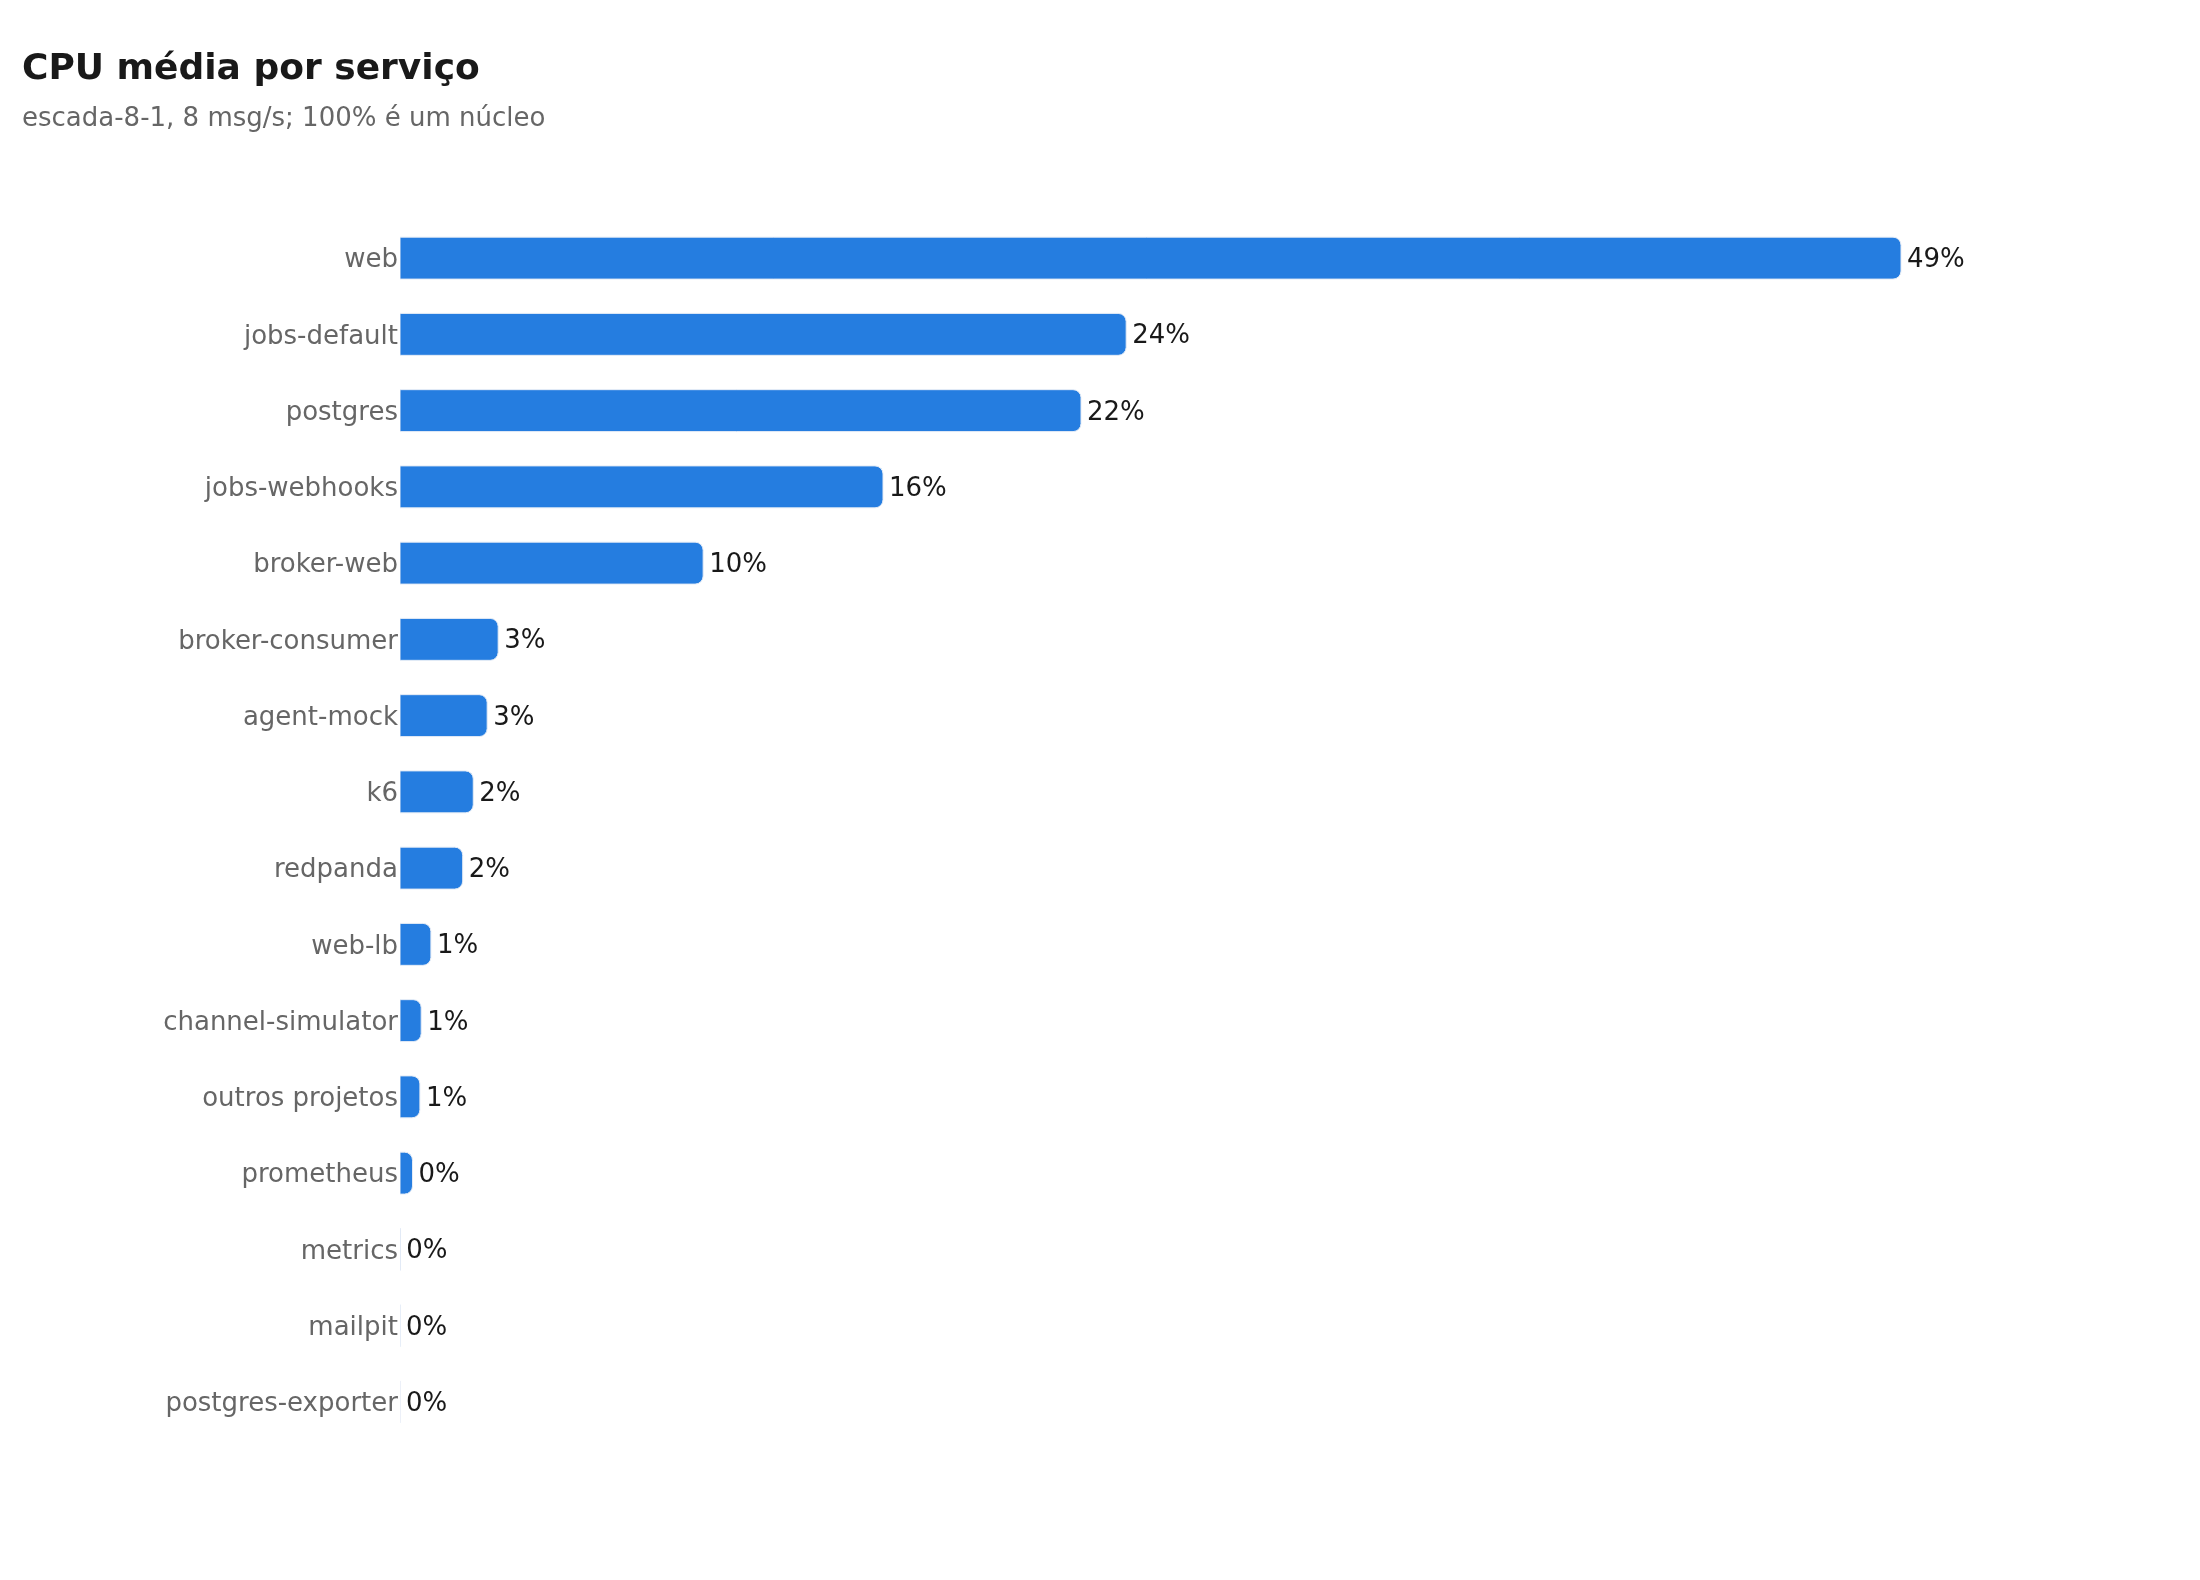 CPU média por serviço
escada-8-1, 8 msg/s; 100% é um núcleo
web 49%
jobs-default 24%
postgres 22%
jobs-webhooks 16%
broker-web 10%
broker-consumer 3%
agent-mock 3%
k6 2%
redpanda 2%
web-lb 1%
channel-simulator 1%
outros projetos 1%
prometheus 0%
metrics 0%
mailpit 0%
postgres-exporter 0%